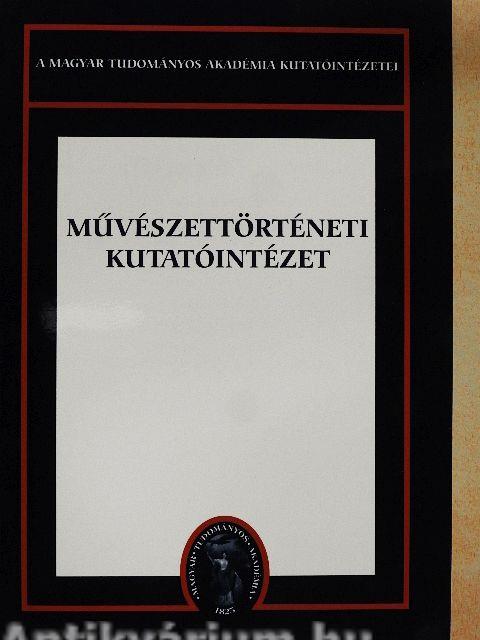 A MAGYAR TUDOMÁNYOS AKADÉMIA KUTATÓINTÉZETEI
MŰVÉSZETTÖRTÉNETI
KUTATÓINTÉZET
MAGYAR · TUDOMÁNYOS · AKADÉMIA ·
1825
Antikvárium.hu